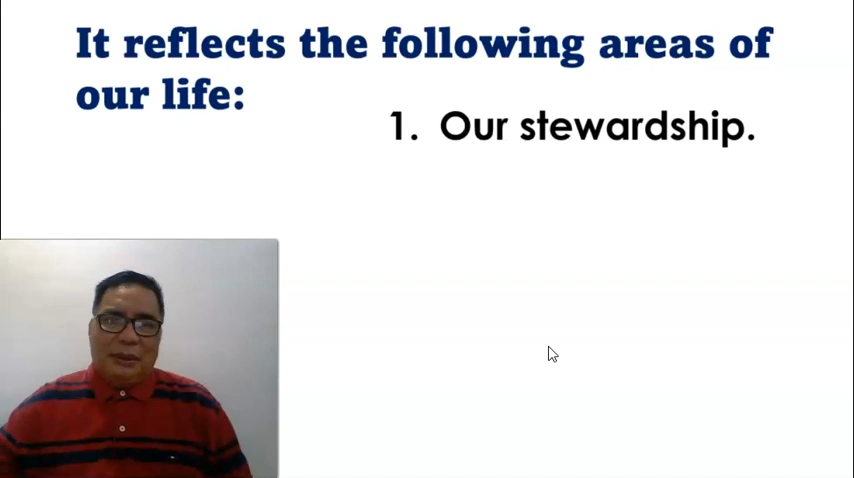 It reflects the following areas of
our life:
1. Our stewardship.